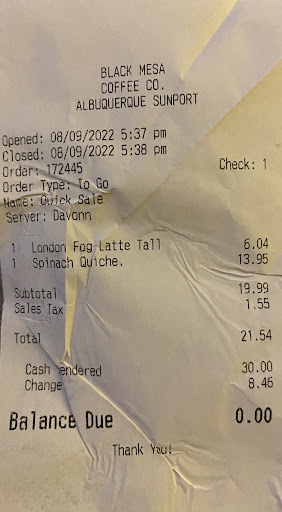 BLACK MESA
COFFEE CO.
ALBUQUERQUE SUNPORT
Opened: 08/09/2022 5:37 pm
Closed: 08/09/2022 5:38 pm
Order: 172445 Check: 1
Order Type: To Go
Name: Quick Sale
Server: Davonn
1 London Fog Latte Tall 6.04
1 Spinach Quiche. 13.95
Subtotal 19.99
Sales Tax 1.55
Total 21.54
Cash endered 30.00
Change 8.46
Balance Due 0.00
Thank You!